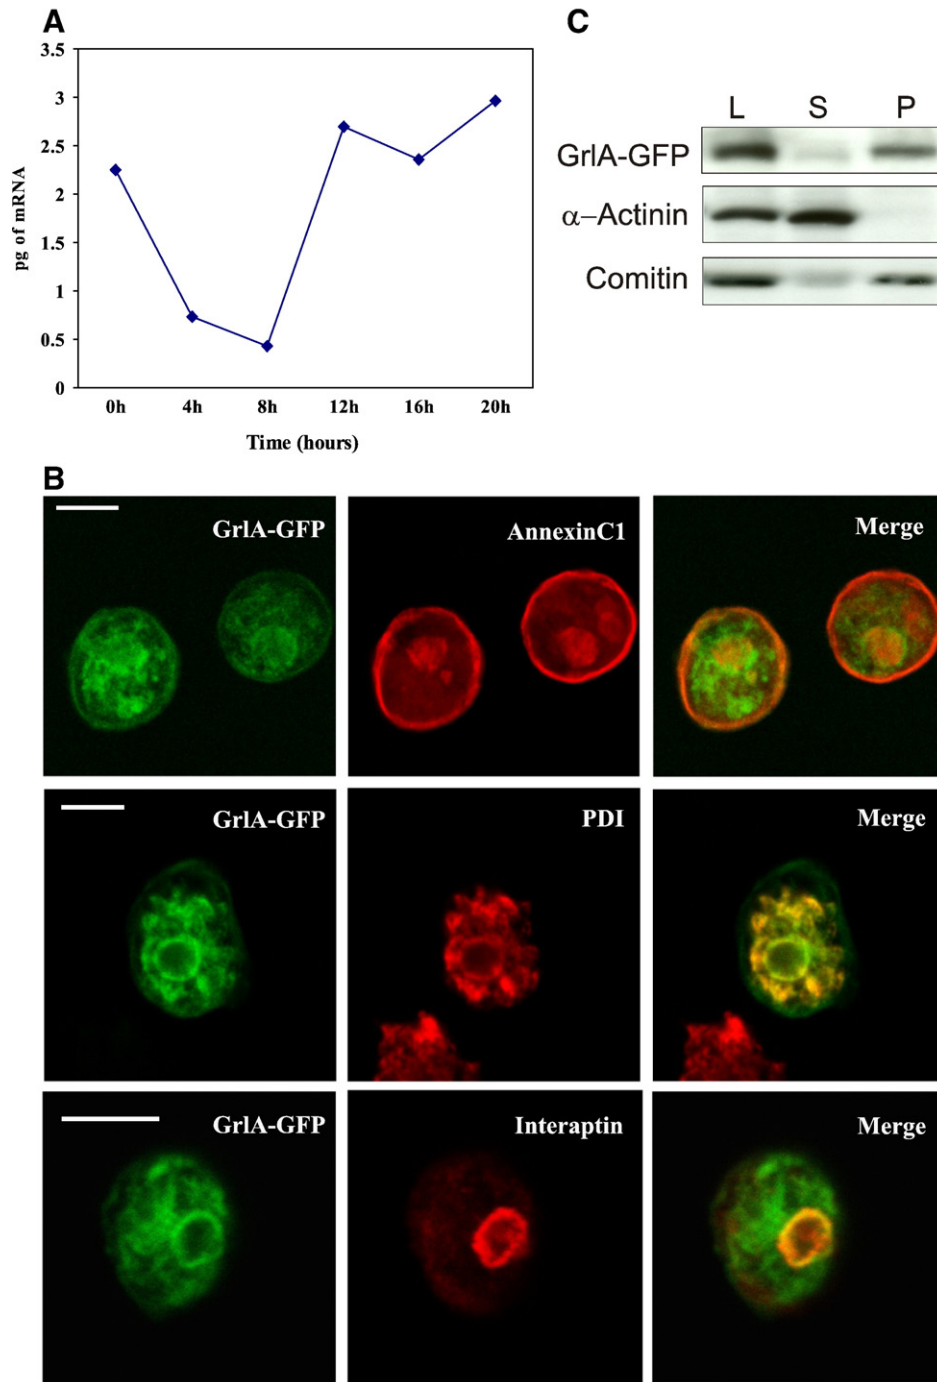 A
3.5
3
2.5
2
1.5
1
0.5
0
pg of mRNA
0h 4h 8h 12h 16h 20h
Time (hours)
C
L S P
GrlA-GFP
α–Actinin
Comitin
B
GrlA-GFP AnnexinC1 Merge
GrlA-GFP PDI Merge
GrlA-GFP Interaptin Merge